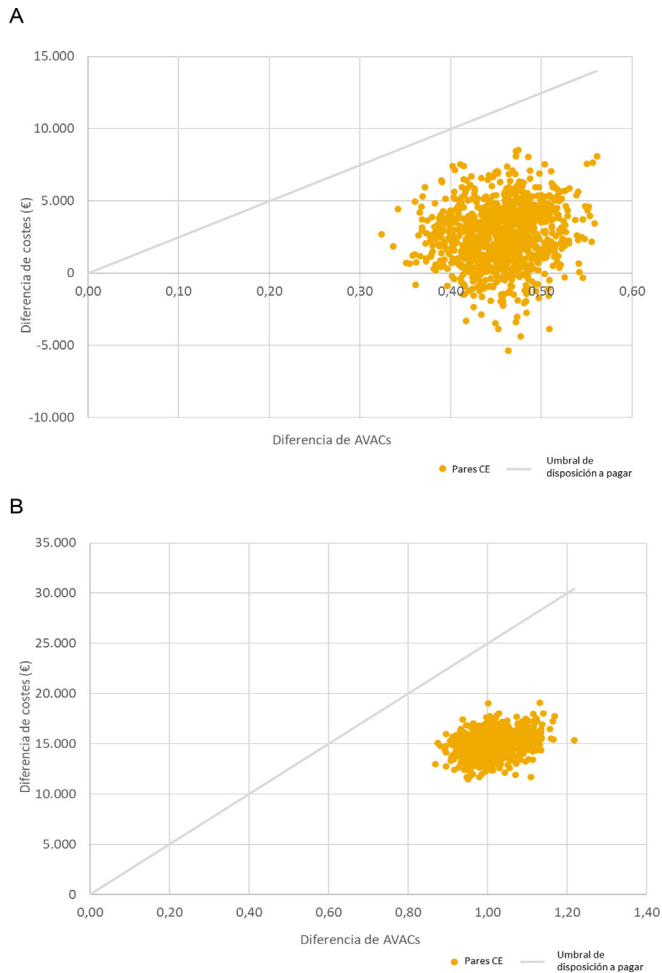 A
15.000
10.000
5.000
0
-5.000
-10.000
0,00
0,10
0,20
0,30
0,40
0,50
0,60
Diferencia de costes (€)
Diferencia de AVACs
Pares CE
Umbral de
disposición a pagar
B
35.000
30.000
25.000
20.000
15.000
10.000
5.000
0
0,00
0,20
0,40
0,60
0,80
1,00
1,20
1,40
Diferencia de costes (€)
Diferencia de AVACs
Pares CE
Umbral de
disposición a pagar